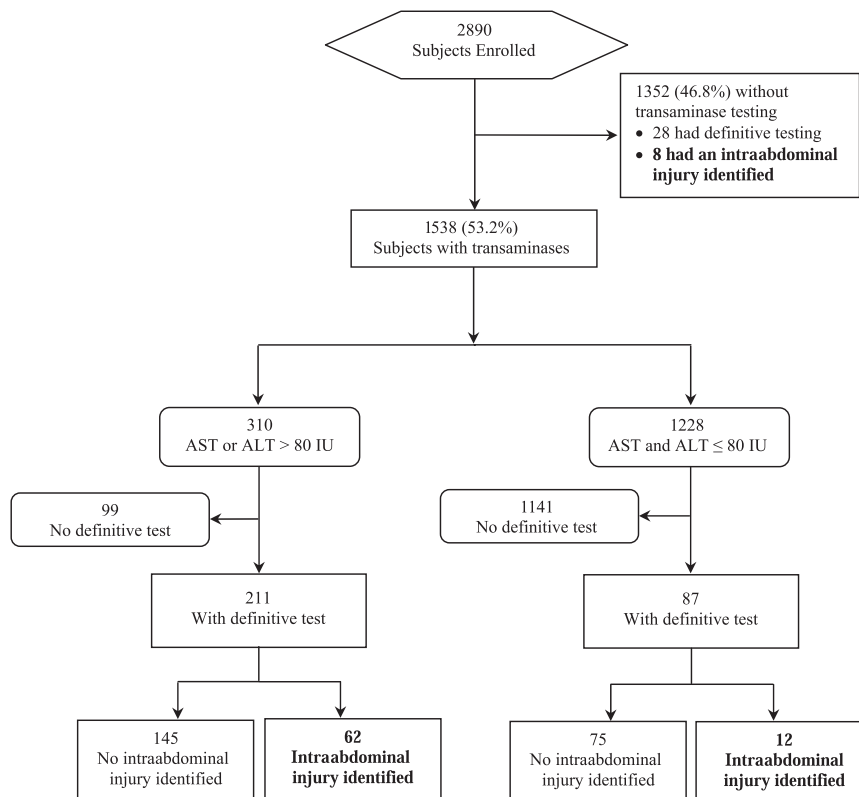 2890
Subjects Enrolled
1352 (46.8%) without
transaminase testing
• 28 had definitive testing
• 8 had an intraabdominal
injury identified
1538 (53.2%)
Subjects with transaminases
310
AST or ALT > 80 IU
1228
AST and ALT ≤ 80 IU
99
No definitive test
1141
No definitive test
211
With definitive test
87
With definitive test
145
No intraabdominal
injury identified
62
Intraabdominal
injury identified
75
No intraabdominal
injury identified
12
Intraabdominal
injury identified